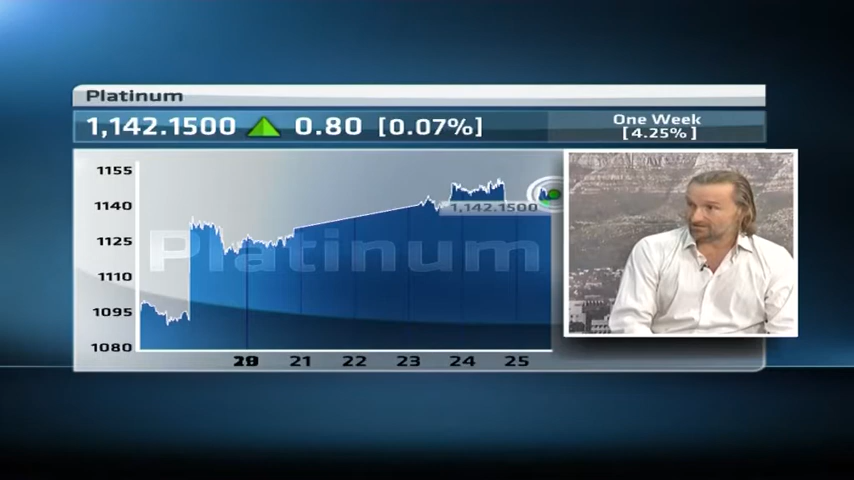 Platinum
1,142.1500 0.80 [0.07%]
One Week
[4.25%]
1155
1140
1125
1110
1095
1080
Platinum
1,142.1500
21 22 23 24 25